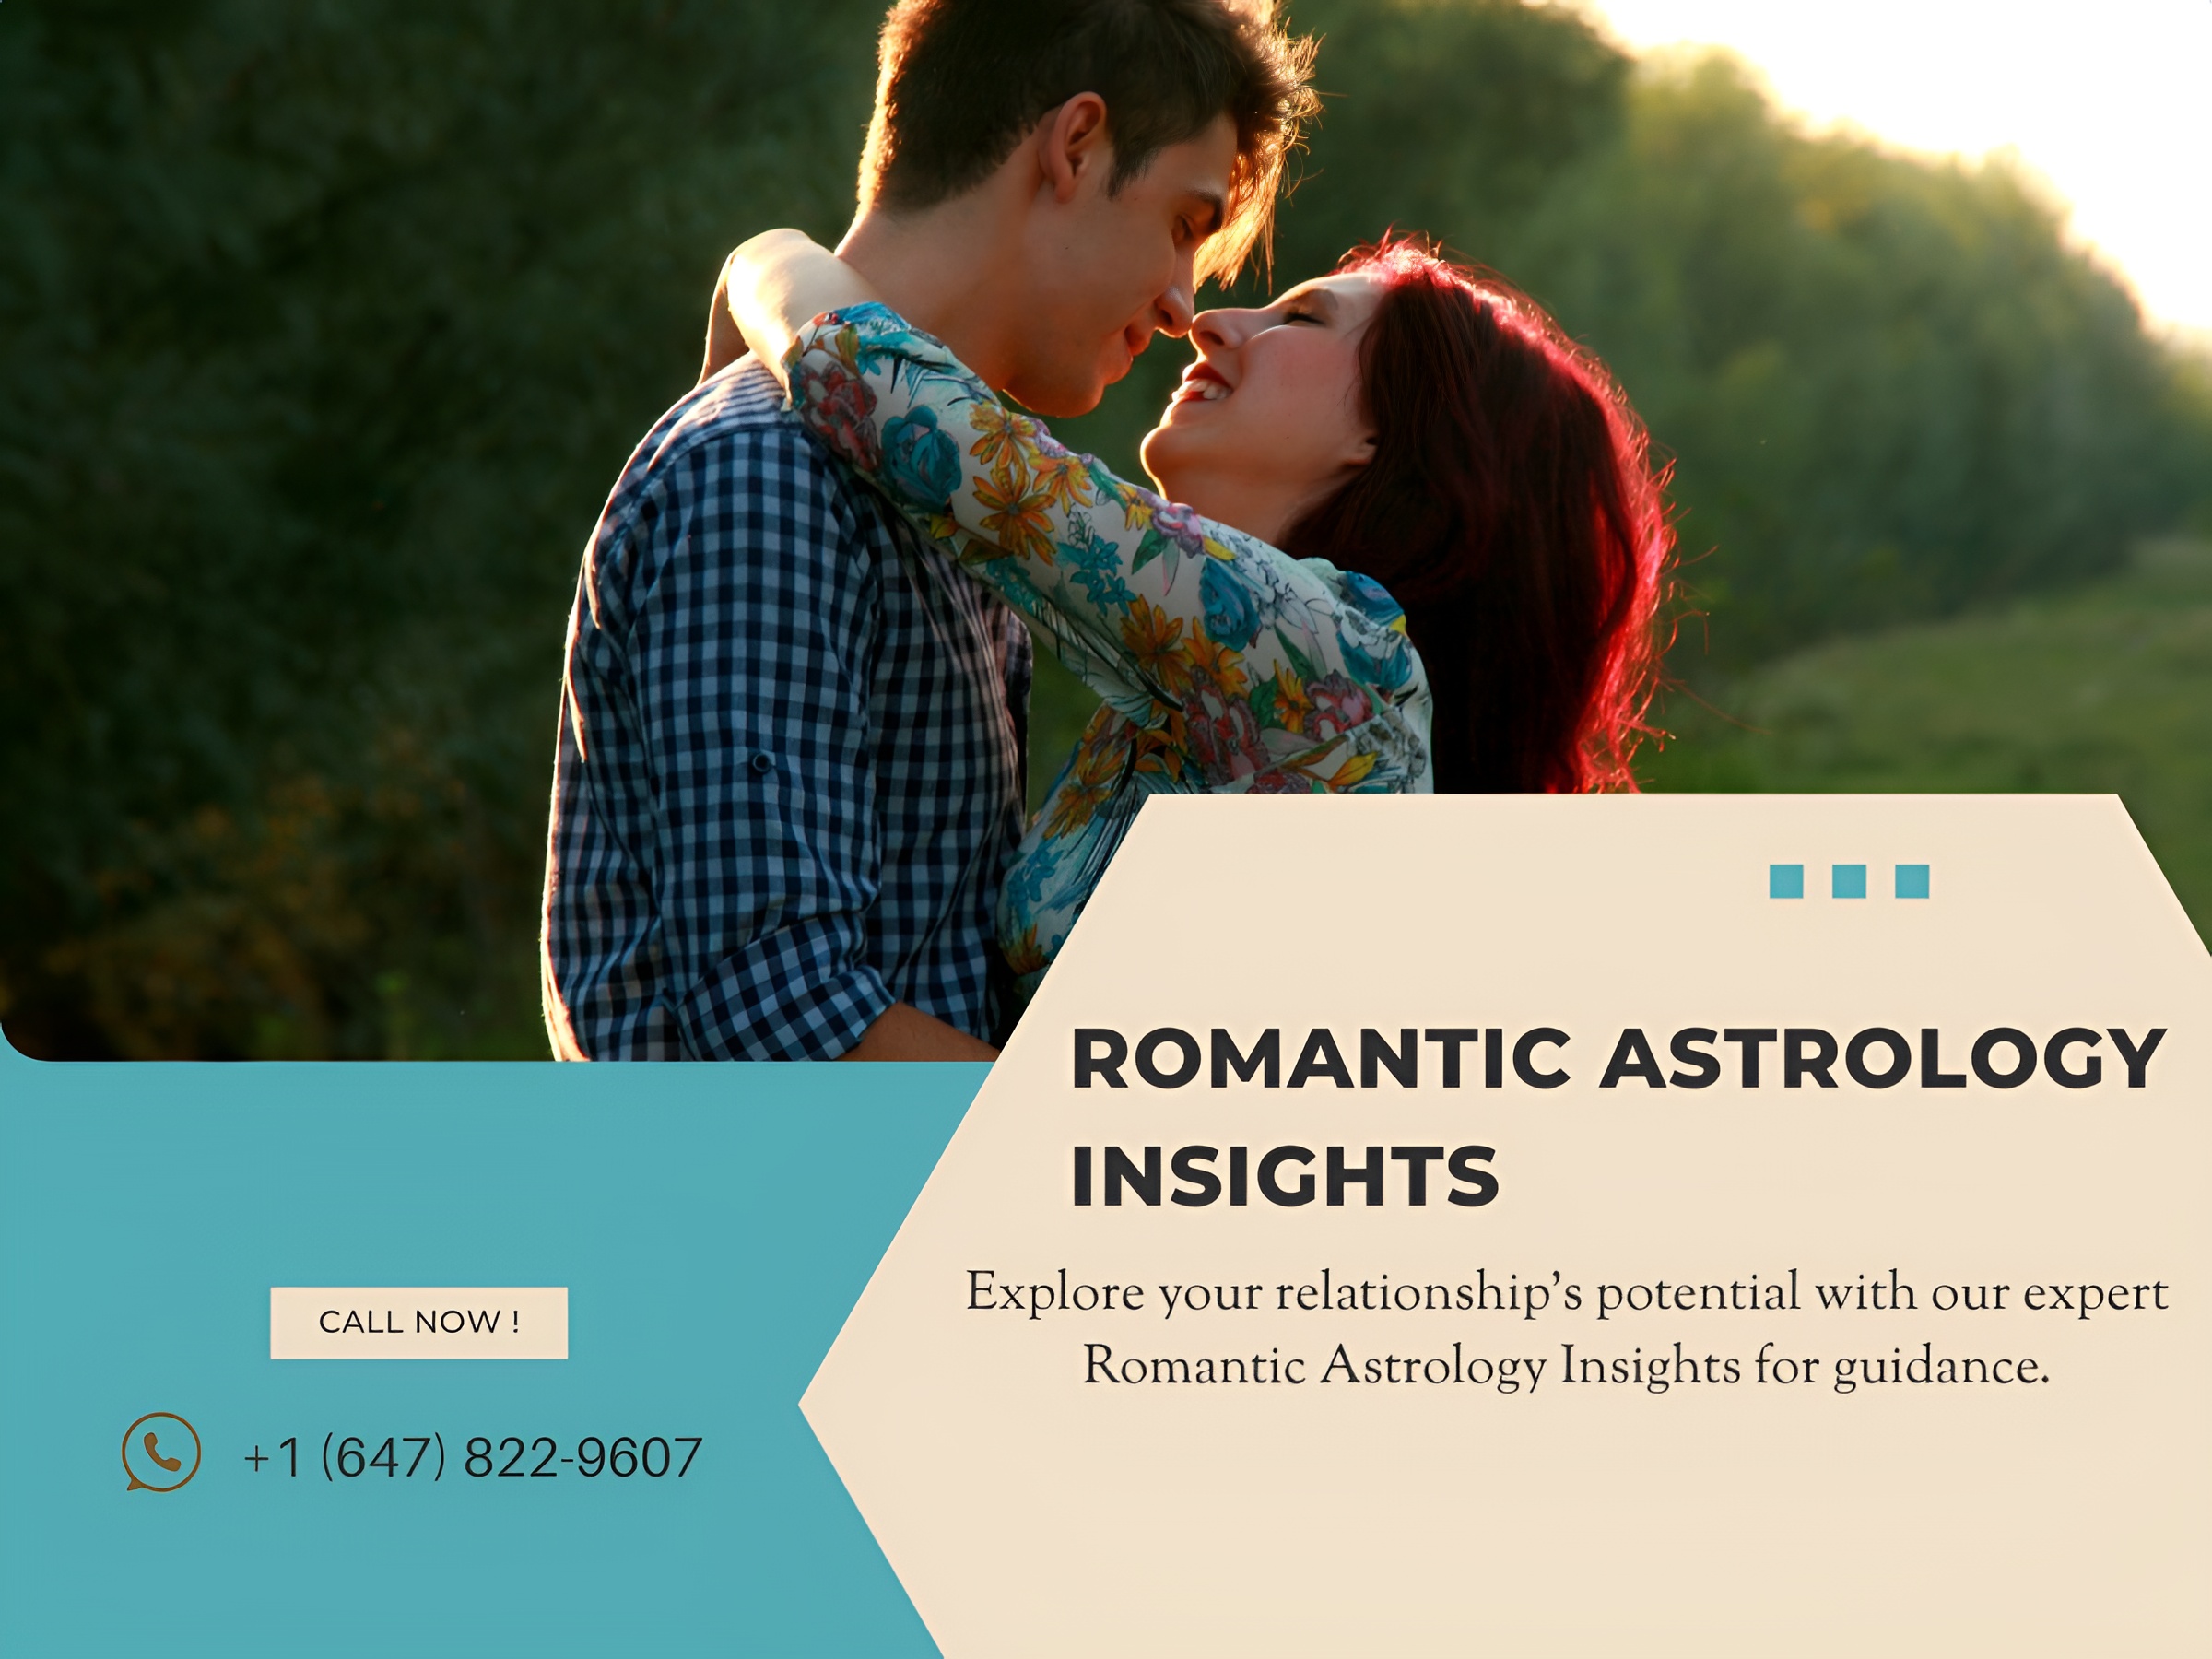 ROMANTIC ASTROLOGY
INSIGHTS
Explore your relationship’s potential with our expert
Romantic Astrology Insights for guidance.
CALL NOW !
+1 (647) 822-9607